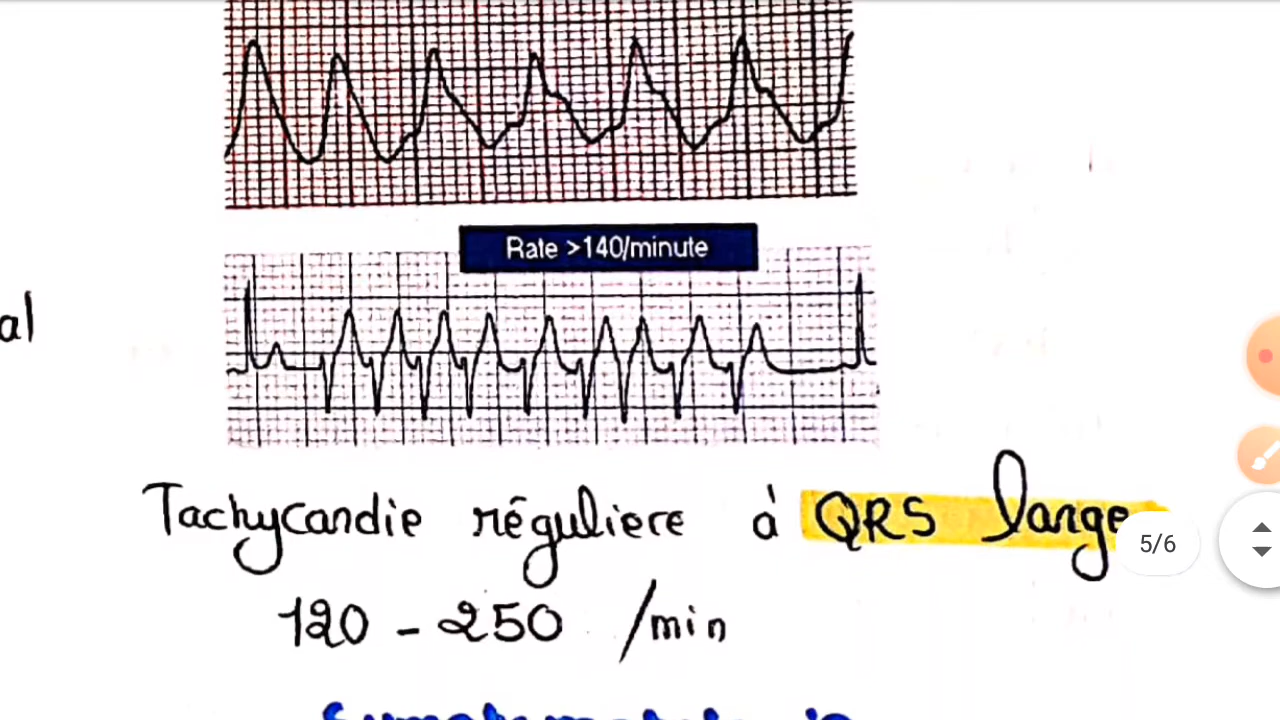 Rate >140/minute
al
Tachycardie régulière à QRS large
5/6
120 - 250 /min